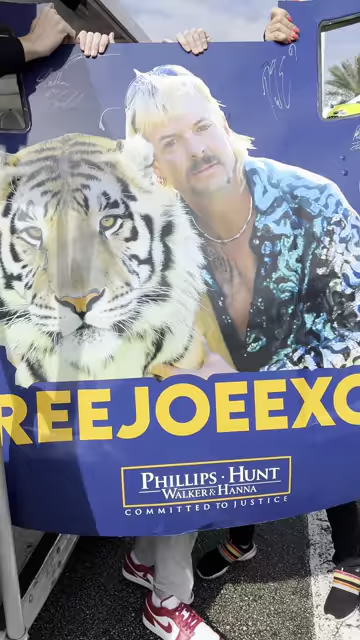 REEJOEEXO
PHILLIPS · HUNT
WALKER & HANNA
COMMITTED TO JUSTICE